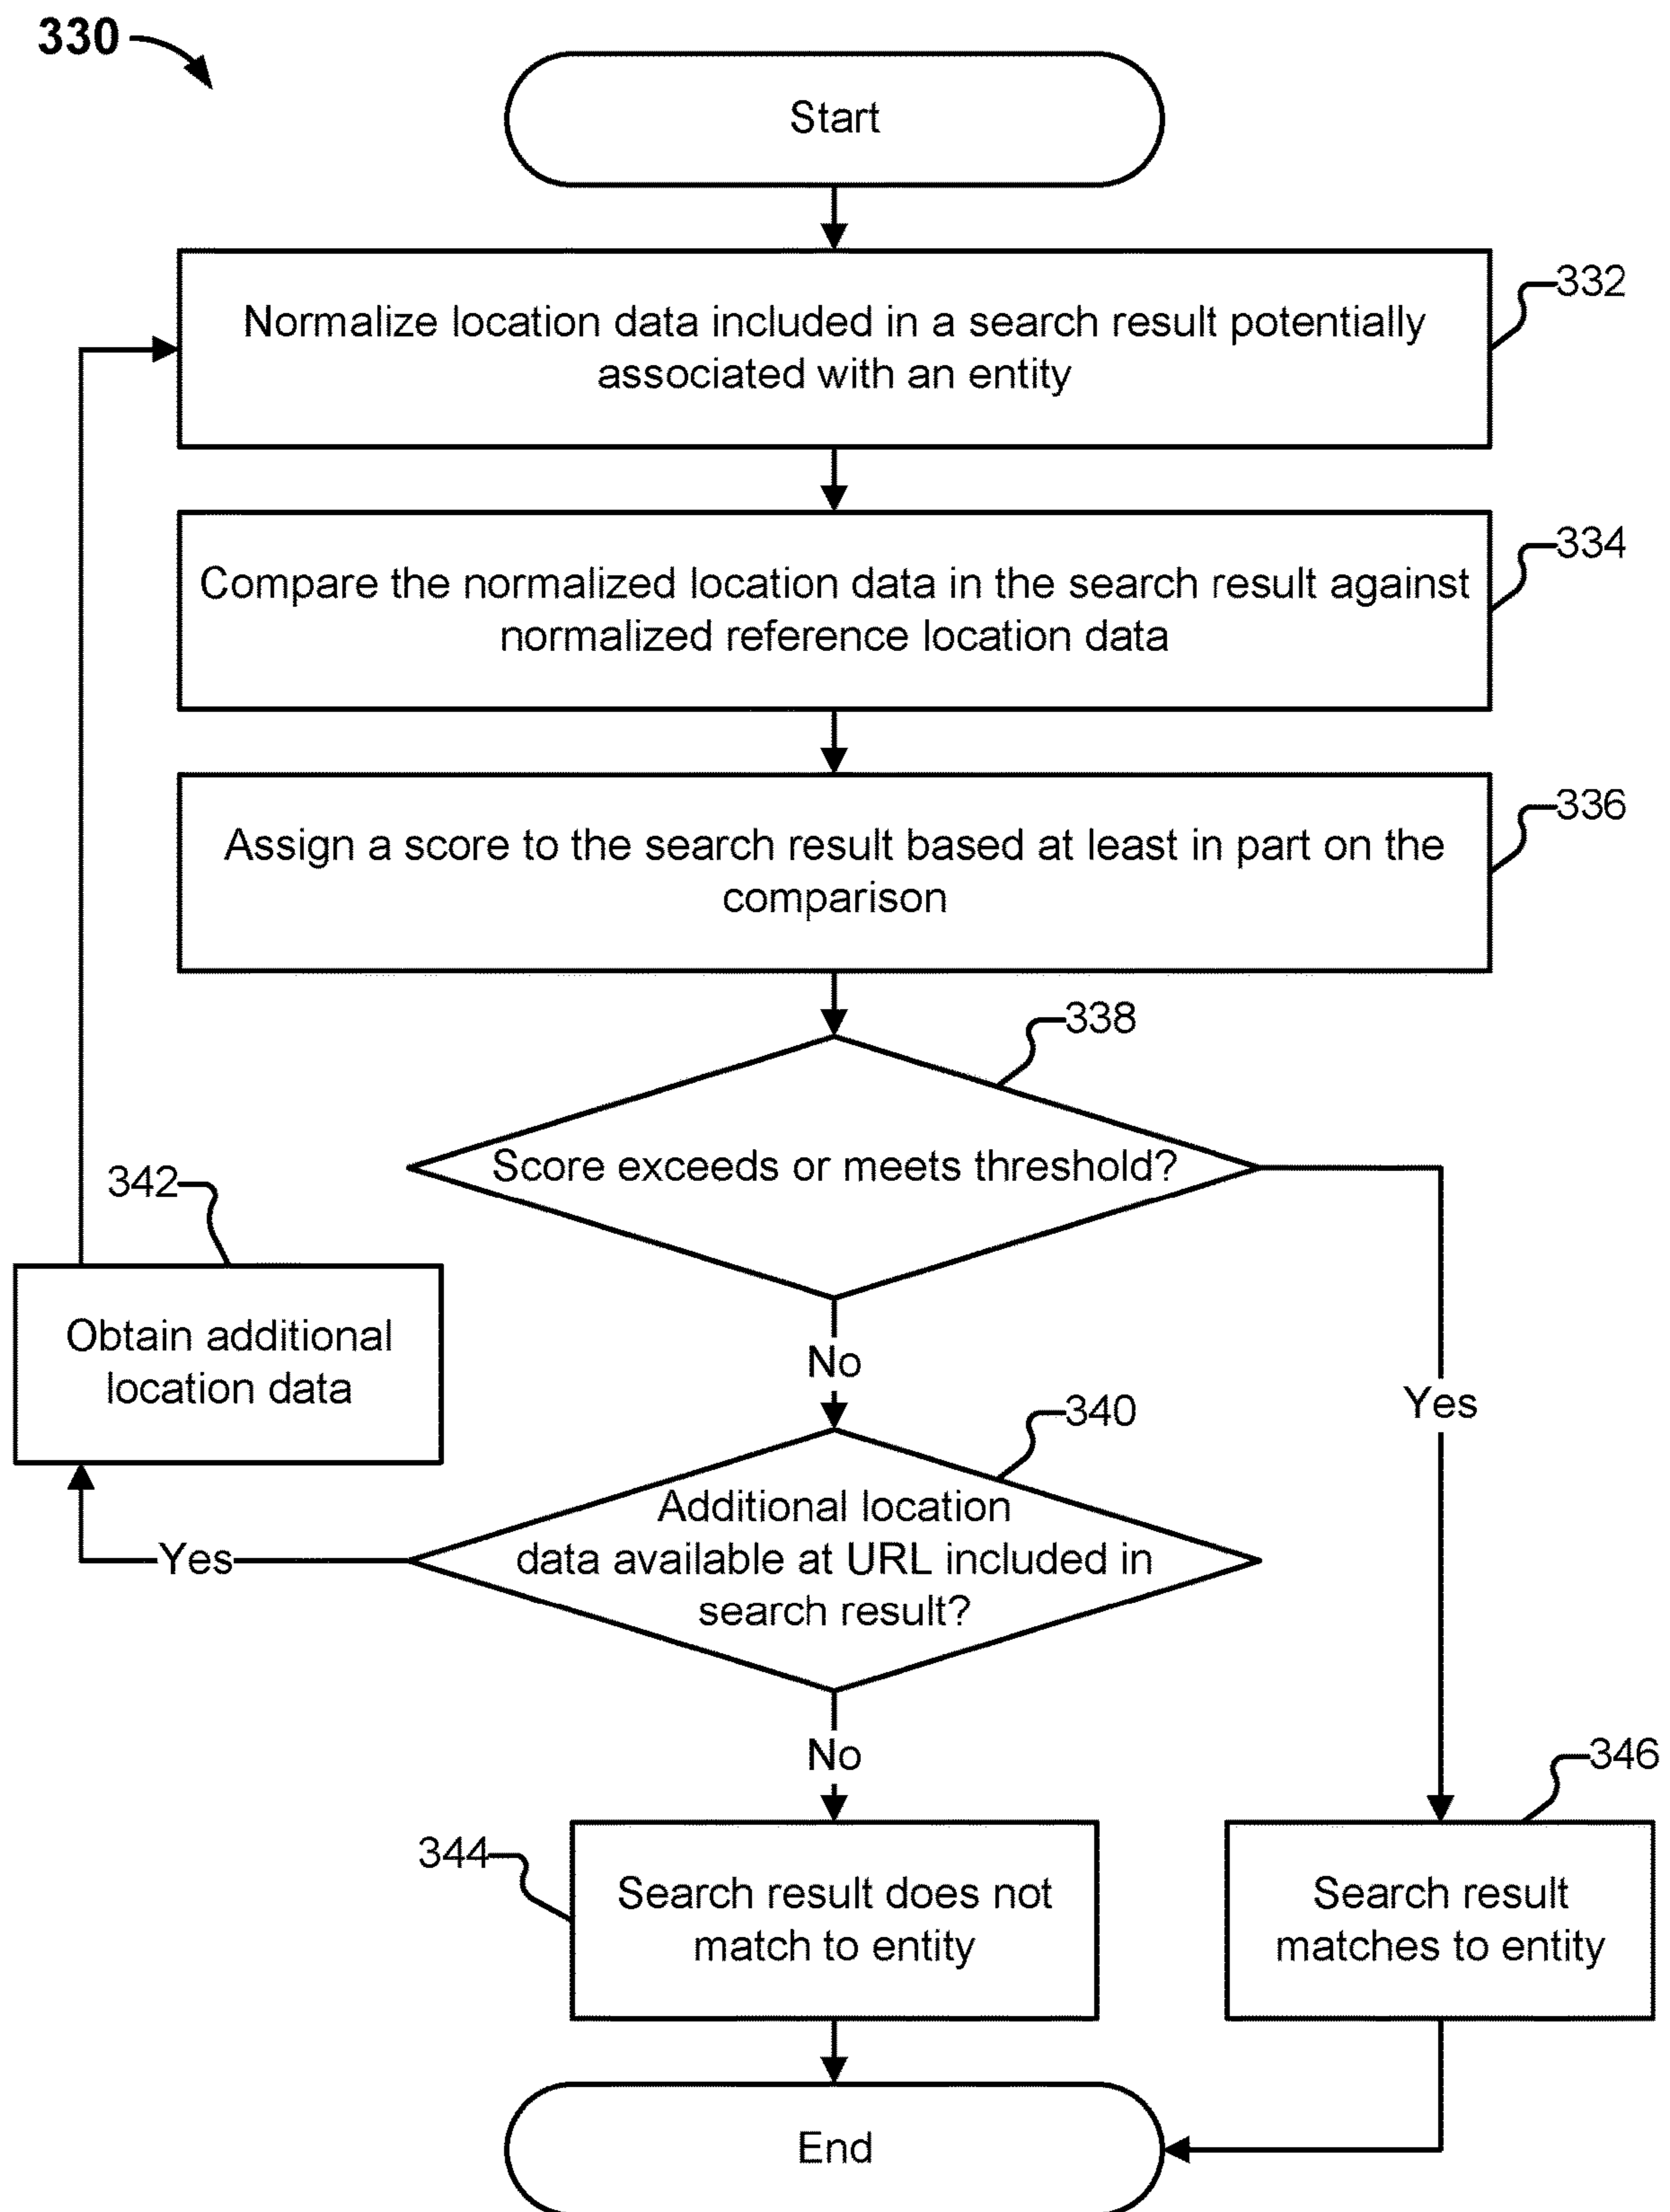 330
Start
332
Normalize location data included in a search result potentially
associated with an entity
334
Compare the normalized location data in the search result against
normalized reference location data
336
Assign a score to the search result based at least in part on the
comparison
338
Score exceeds or meets threshold?
342
Obtain additional
location data
No
Yes
340
Additional location
data available at URL included in
search result?
Yes
No
346
344
Search result does not
match to entity
Search result
matches to entity
End